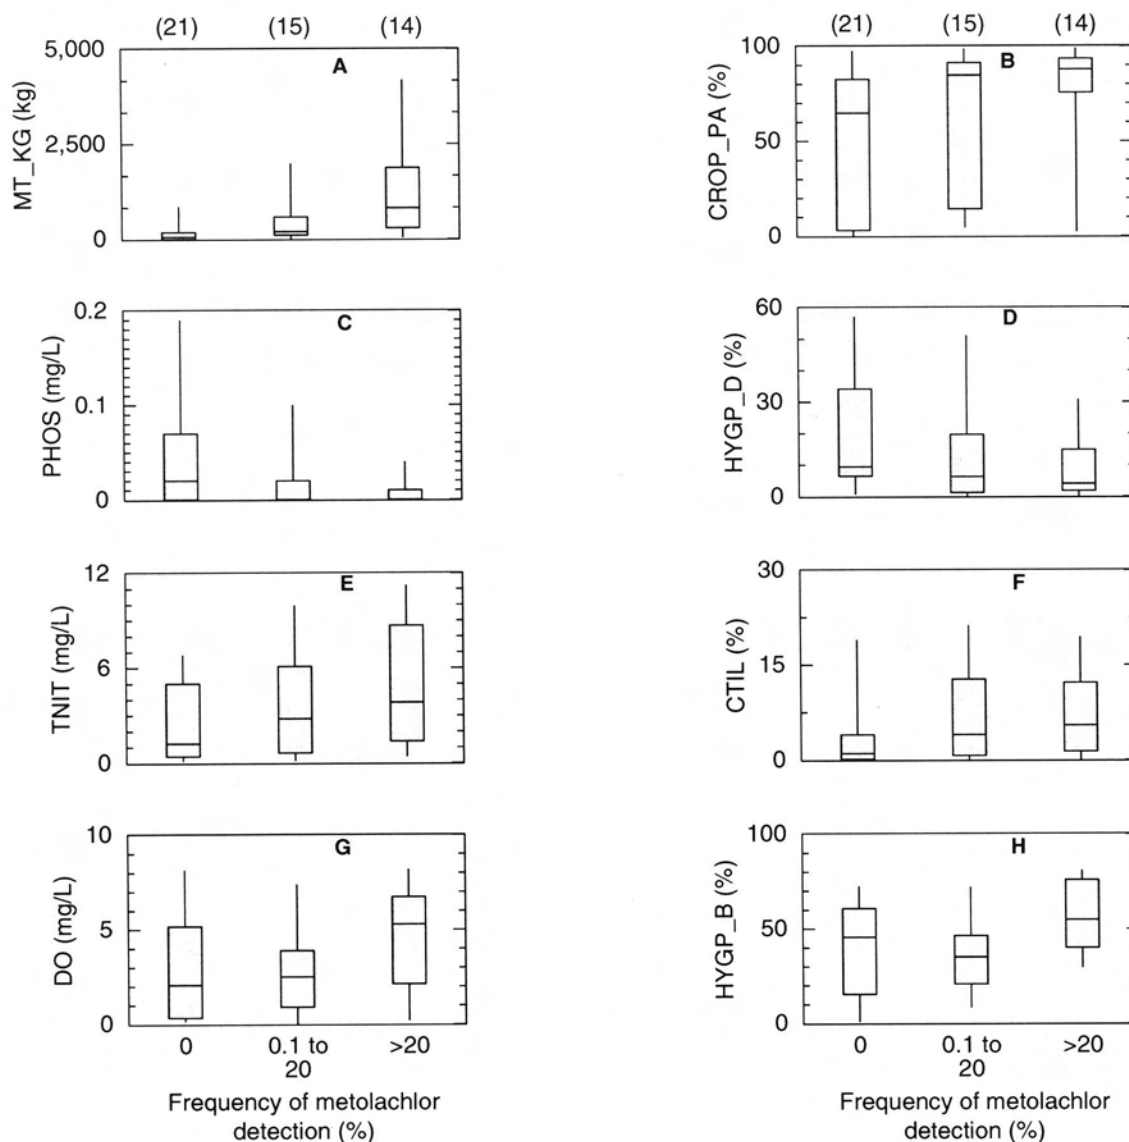 (21) (15) (14)
(21) (15) (14)
5,000
2,500
0
MT_KG (kg)
A
100
50
0
CROP_PA (%)
B
0.2
0.1
0
PHOS (mg/L)
C
60
30
0
HYGP_D (%)
D
12
6
0
TNIT (mg/L)
E
30
15
0
CTIL (%)
F
10
5
0
DO (mg/L)
G
0 0.1 to >20
20
Frequency of metolachlor
detection (%)
100
50
0
HYGP_B (%)
H
0 0.1 to >20
20
Frequency of metolachlor
detection (%)